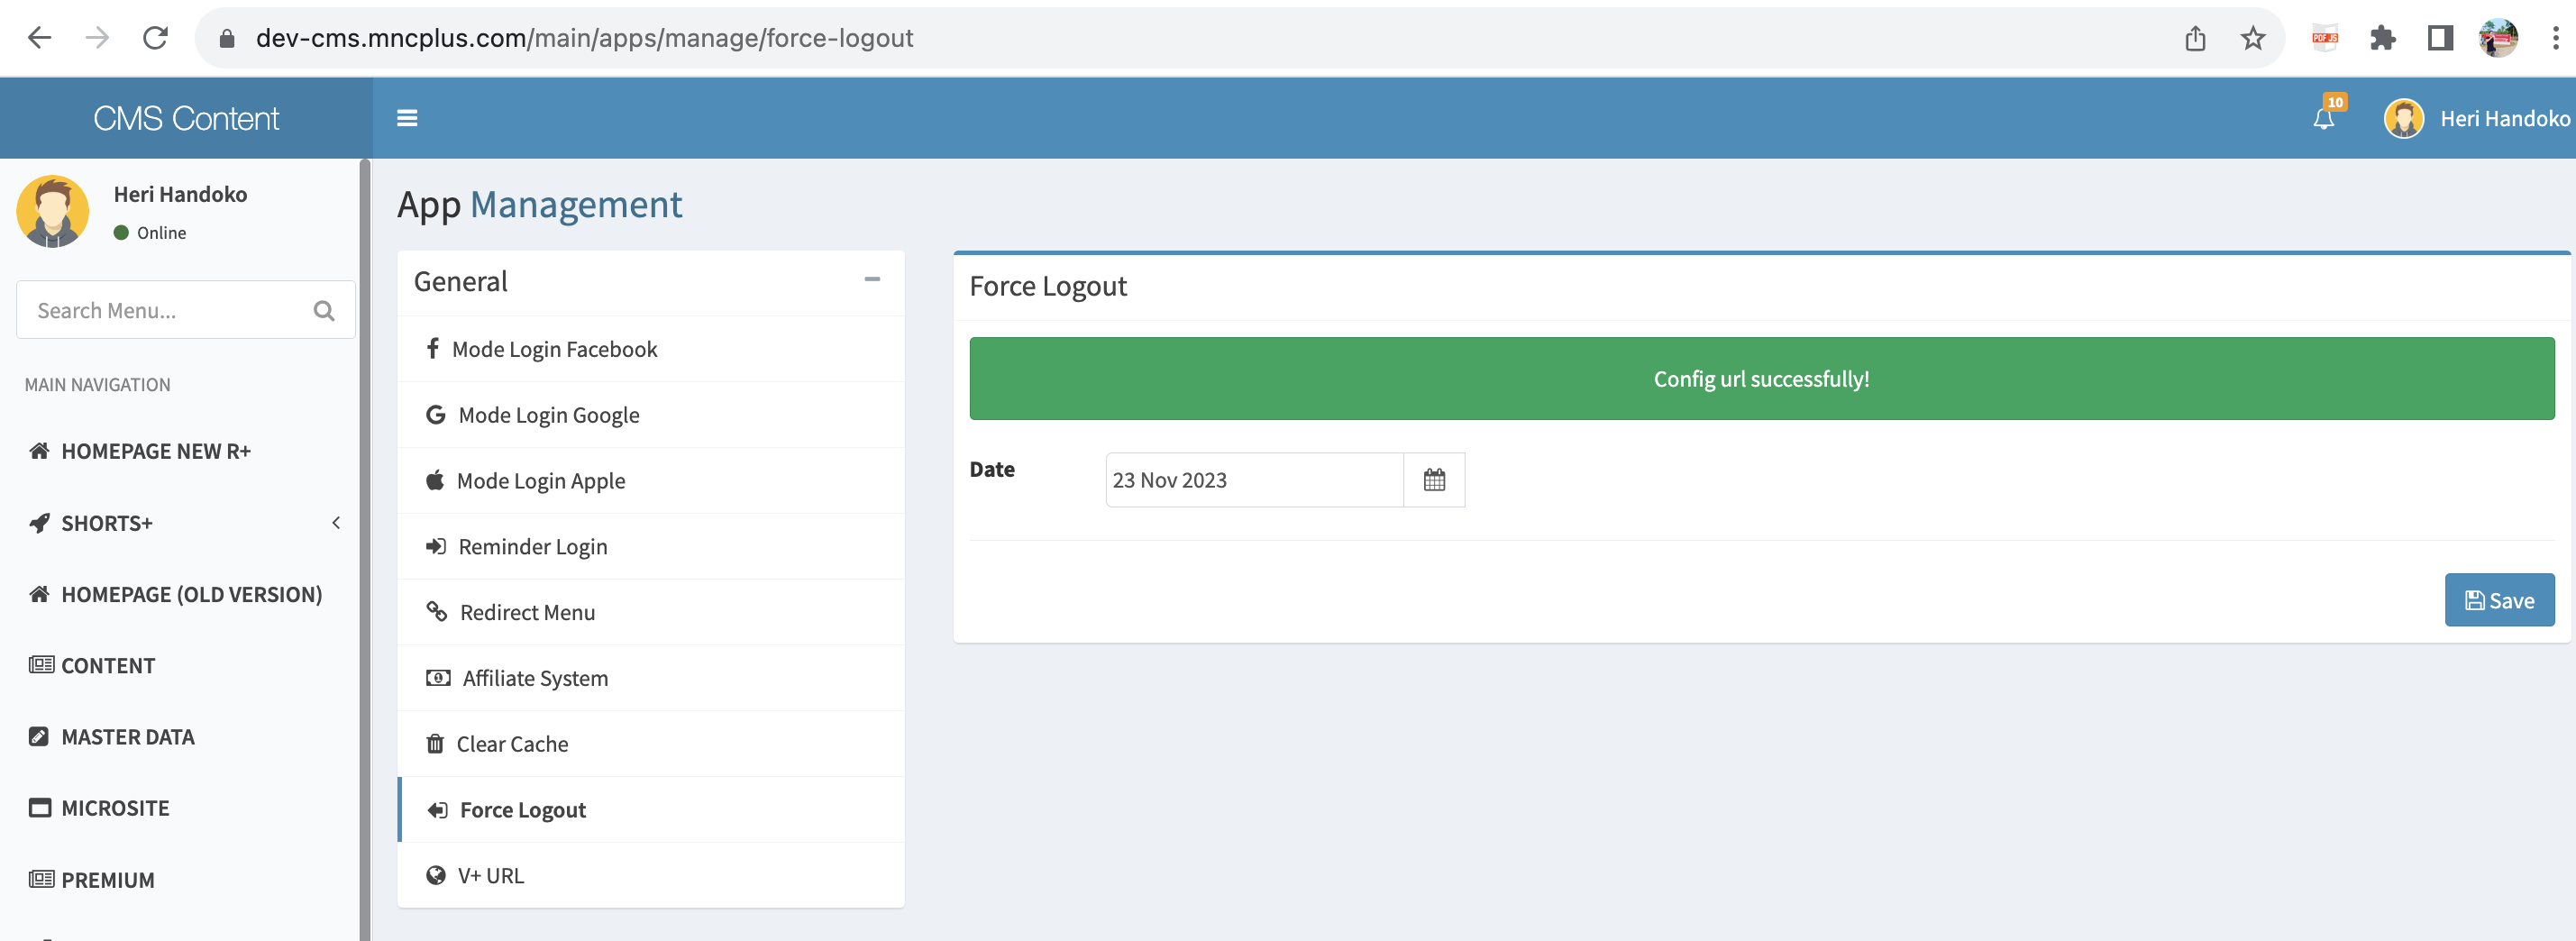 dev-cms.mncplus.com/main/apps/manage/force-logout
PDF JS
CMS Content
10
Heri Handoko
Heri Handoko
Online
Search Menu...
MAIN NAVIGATION
HOMEPAGE NEW R+
SHORTS+
HOMEPAGE (OLD VERSION)
CONTENT
MASTER DATA
MICROSITE
PREMIUM
App Management
General
Mode Login Facebook
Mode Login Google
Mode Login Apple
Reminder Login
Redirect Menu
Affiliate System
Clear Cache
Force Logout
V+ URL
Force Logout
Config url successfully!
Date
23 Nov 2023
Save